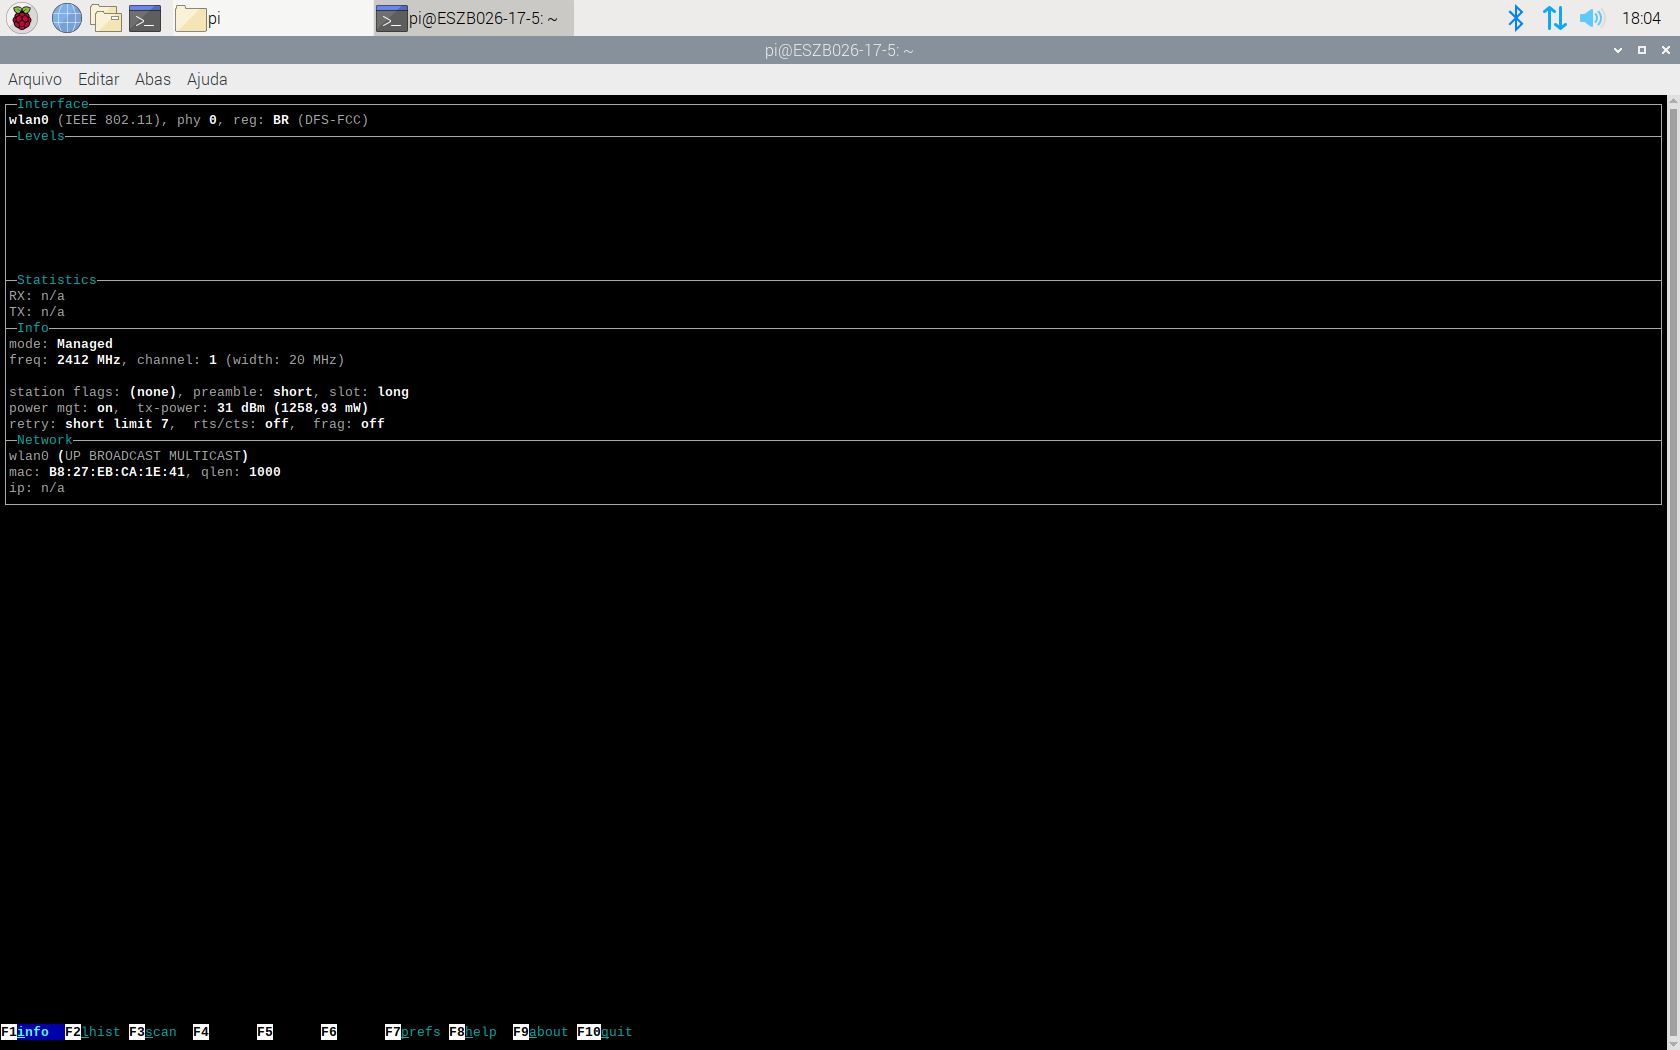 pi
pi@ESZB026-17-5: ~
18:04
pi@ESZB026-17-5: ~
Arquivo Editar Abas Ajuda
Interface
wlan0 (IEEE 802.11), phy 0, reg: BR (DFS-FCC)
Levels
Statistics
RX: n/a
TX: n/a
Info
mode: Managed
freq: 2412 MHz, channel: 1 (width: 20 MHz)
station flags: (none), preamble: short, slot: long
power mgt: on,  tx-power: 31 dBm (1258,93 mW)
retry: short limit 7,  rts/cts: off,  frag: off
Network
wlan0 (UP BROADCAST MULTICAST)
mac: B8:27:EB:CA:1E:41, qlen: 1000
ip: n/a
F1info  F2lhist F3scan  F4      F5      F6      F7prefs F8help  F9about F10quit